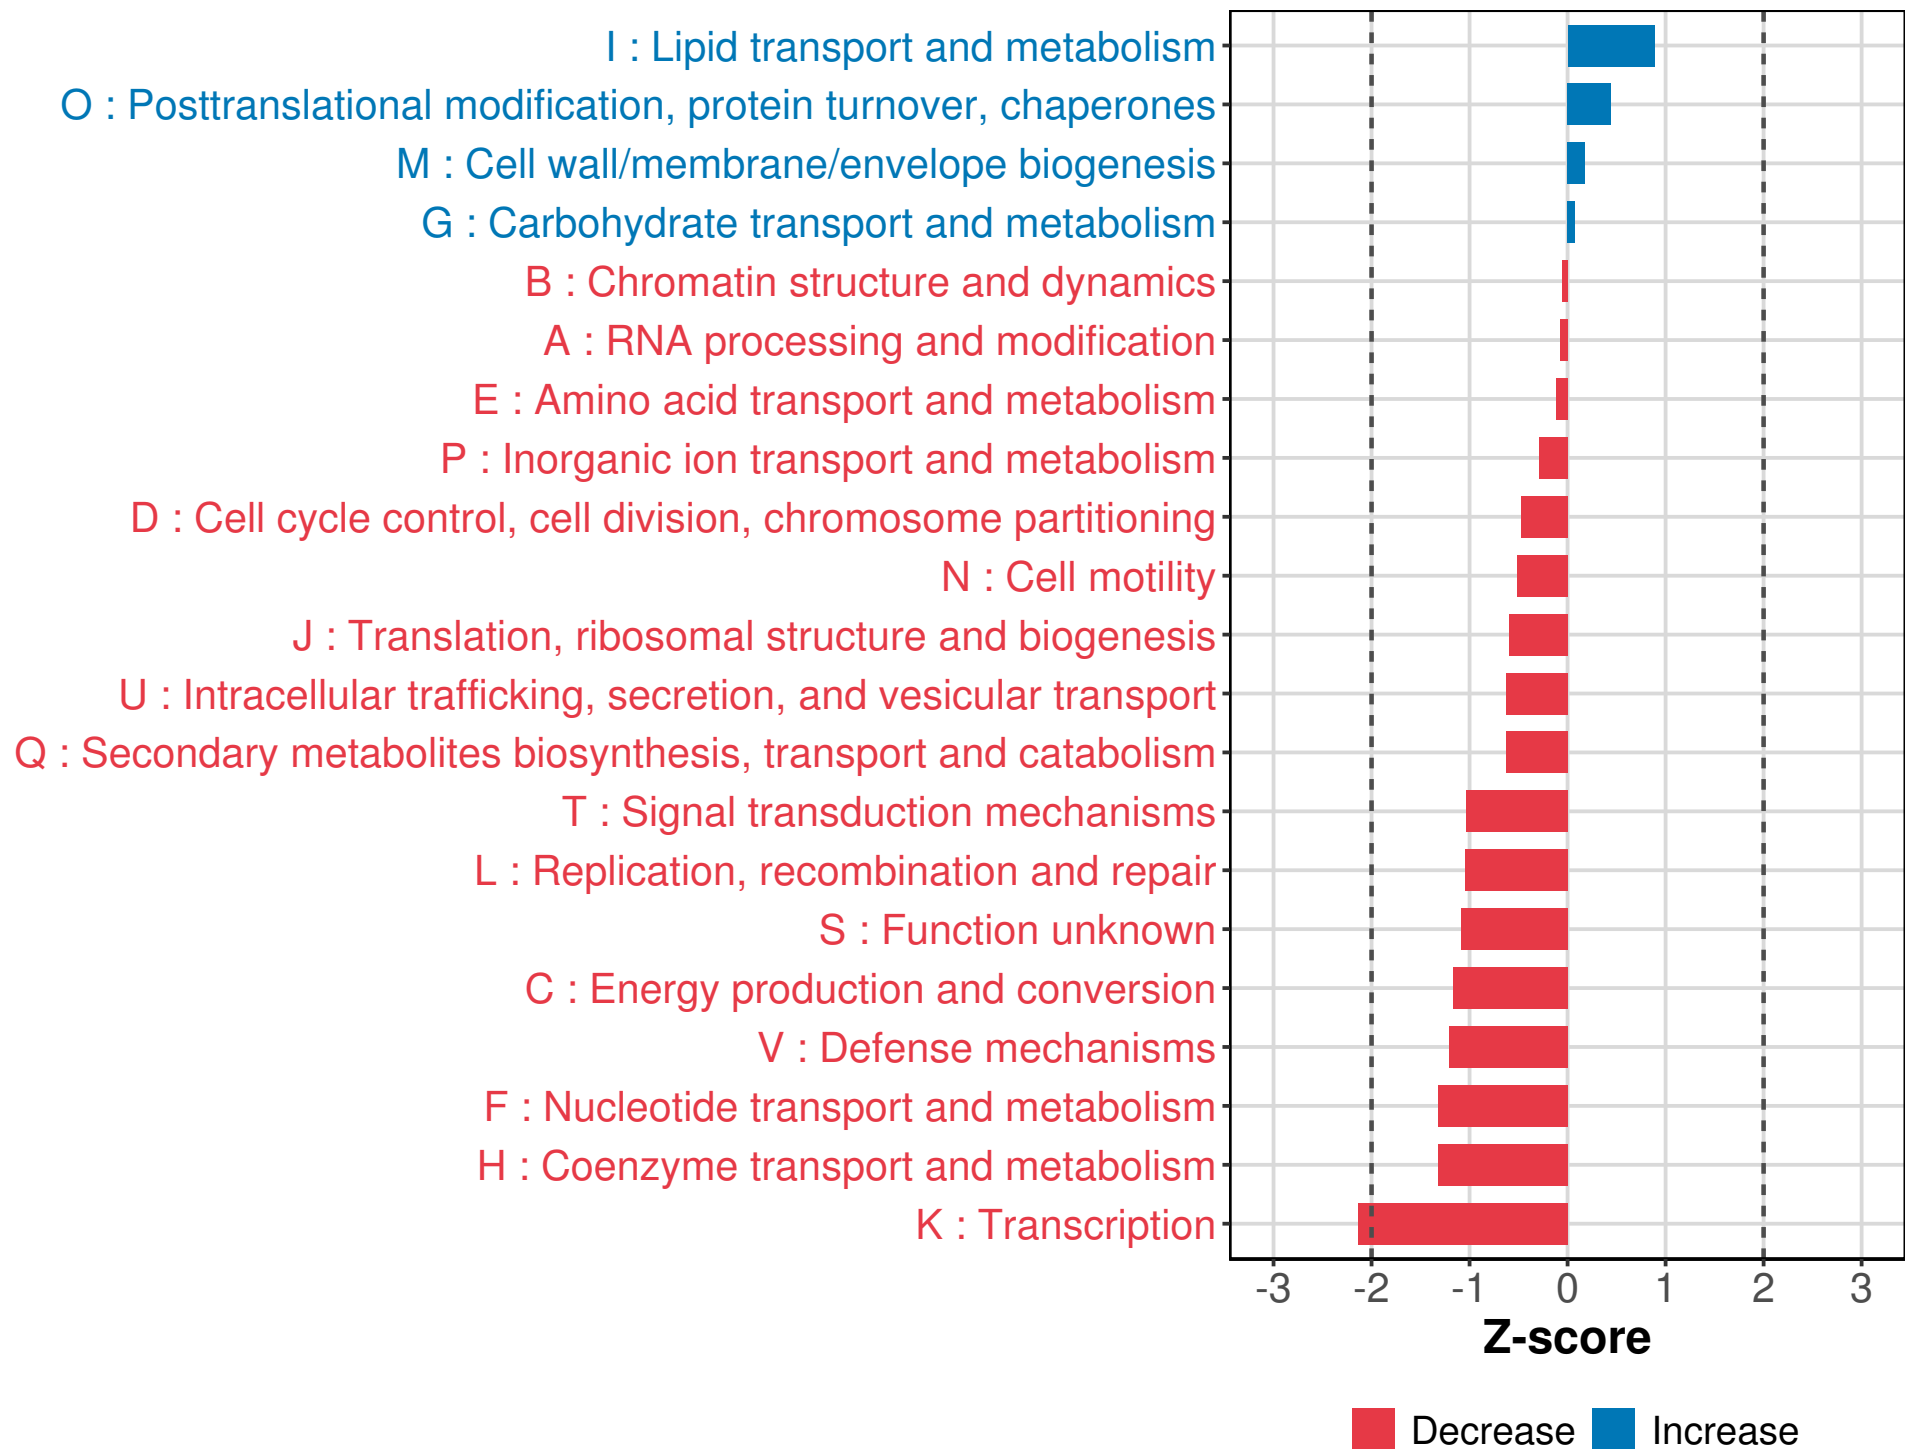 I : Lipid transport and metabolism
O : Posttranslational modification, protein turnover, chaperones
M : Cell wall/membrane/envelope biogenesis
G : Carbohydrate transport and metabolism
B : Chromatin structure and dynamics
A : RNA processing and modification
E : Amino acid transport and metabolism
P : Inorganic ion transport and metabolism
D : Cell cycle control, cell division, chromosome partitioning
N : Cell motility
J : Translation, ribosomal structure and biogenesis
U : Intracellular trafficking, secretion, and vesicular transport
Q : Secondary metabolites biosynthesis, transport and catabolism
T : Signal transduction mechanisms
L : Replication, recombination and repair
S : Function unknown
C : Energy production and conversion
V : Defense mechanisms
F : Nucleotide transport and metabolism
H : Coenzyme transport and metabolism
K : Transcription
-3 -2 -1 0 1 2 3
Z-score
Decrease Increase